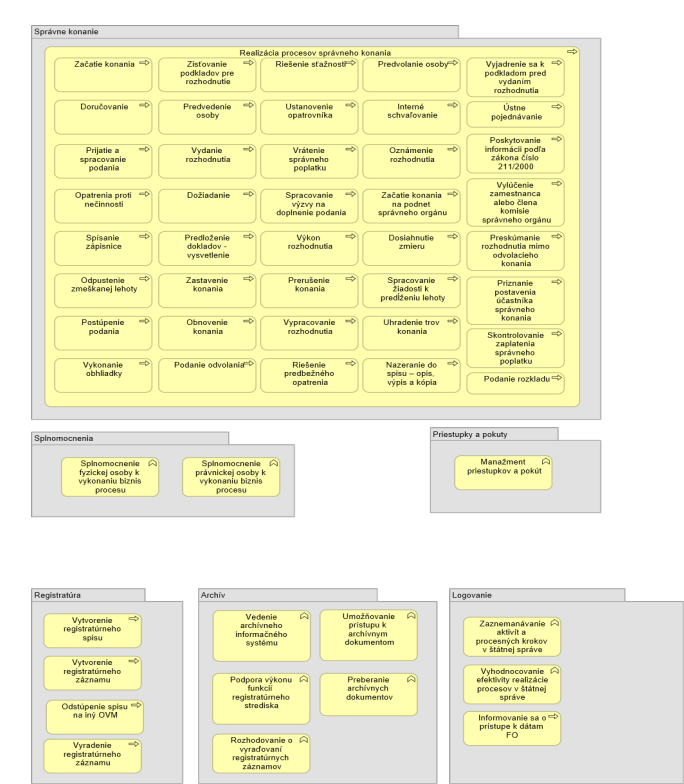 Správne konanie
Realizácia procesov správneho konania
Začatie konania
Zisťovanie
podkladov pre
rozhodnutie
Riešenie sťažností
Predvolanie osoby
Vyjadrenie sa k
podkladom pred
vydaním
rozhodnutia
Doručovanie
Predvedenie
osoby
Ustanovenie
opatrovníka
Interné
schvaľovanie
Ústne
pojednávanie
Prijatie a
spracovanie
podania
Vydanie
rozhodnutia
Vrátenie
správneho
poplatku
Oznámenie
rozhodnutia
Poskytovanie
informácii podľa
zákona číslo
211/2000
Opatrenia proti
nečinnosti
Dožiadanie
Spracovanie
výzvy na
doplnenie podania
Začatie konania
na podnet
správneho orgánu
Vylúčenie
zamestnanca
alebo člena
komisie
správneho orgánu
Spísanie
zápisnice
Predloženie
dokladov -
vysvetlenie
Výkon
rozhodnutia
Dosiahnutie
zmieru
Preskúmanie
rozhodnutia mimo
odvolacieho
konania
Odpustenie
zmeškanej lehoty
Zastavenie
konania
Prerušenie
konania
Spracovanie
žiadosti k
predĺženiu lehoty
Priznanie
postavenia
účastníka
správneho
konania
Postúpenie
podania
Obnovenie
konania
Vypracovanie
rozhodnutia
Uhradenie trov
konania
Skontrolovanie
zaplatenia
správneho
poplatku
Vykonanie
obhliadky
Podanie odvolania
Riešenie
predbežného
opatrenia
Nazeranie do
spisu – opis,
výpis a kópia
Podanie rozkladu
Splnomocnenia
Splnomocnenie
fyzickej osoby k
vykonaniu biznis
procesu
Splnomocnenie
právnickej osoby k
vykonaniu biznis
procesu
Priestupky a pokuty
Manažment
priestupkov a pokút
Registratúra
Vytvorenie
registratúrneho
spisu
Vytvorenie
registratúrneho
záznamu
Odstúpenie spisu
na iný OVM
Vyradenie
registratúrneho
záznamu
Archív
Vedenie
archívneho
informačného
systému
Umožňovanie
prístupu k
archívnym
dokumentom
Podpora výkonu
funkcií
registratúrneho
strediska
Preberanie
archívnych
dokumentov
Rozhodovanie o
vyraďovaní
registratúrnych
záznamov
Logovanie
Zaznemanávanie
aktivít a
procesných krokov
v štátnej správe
Vyhodnocovanie
efektivity realizácie
procesov v štátnej
správe
Informovanie sa o
prístupe k dátam
FO